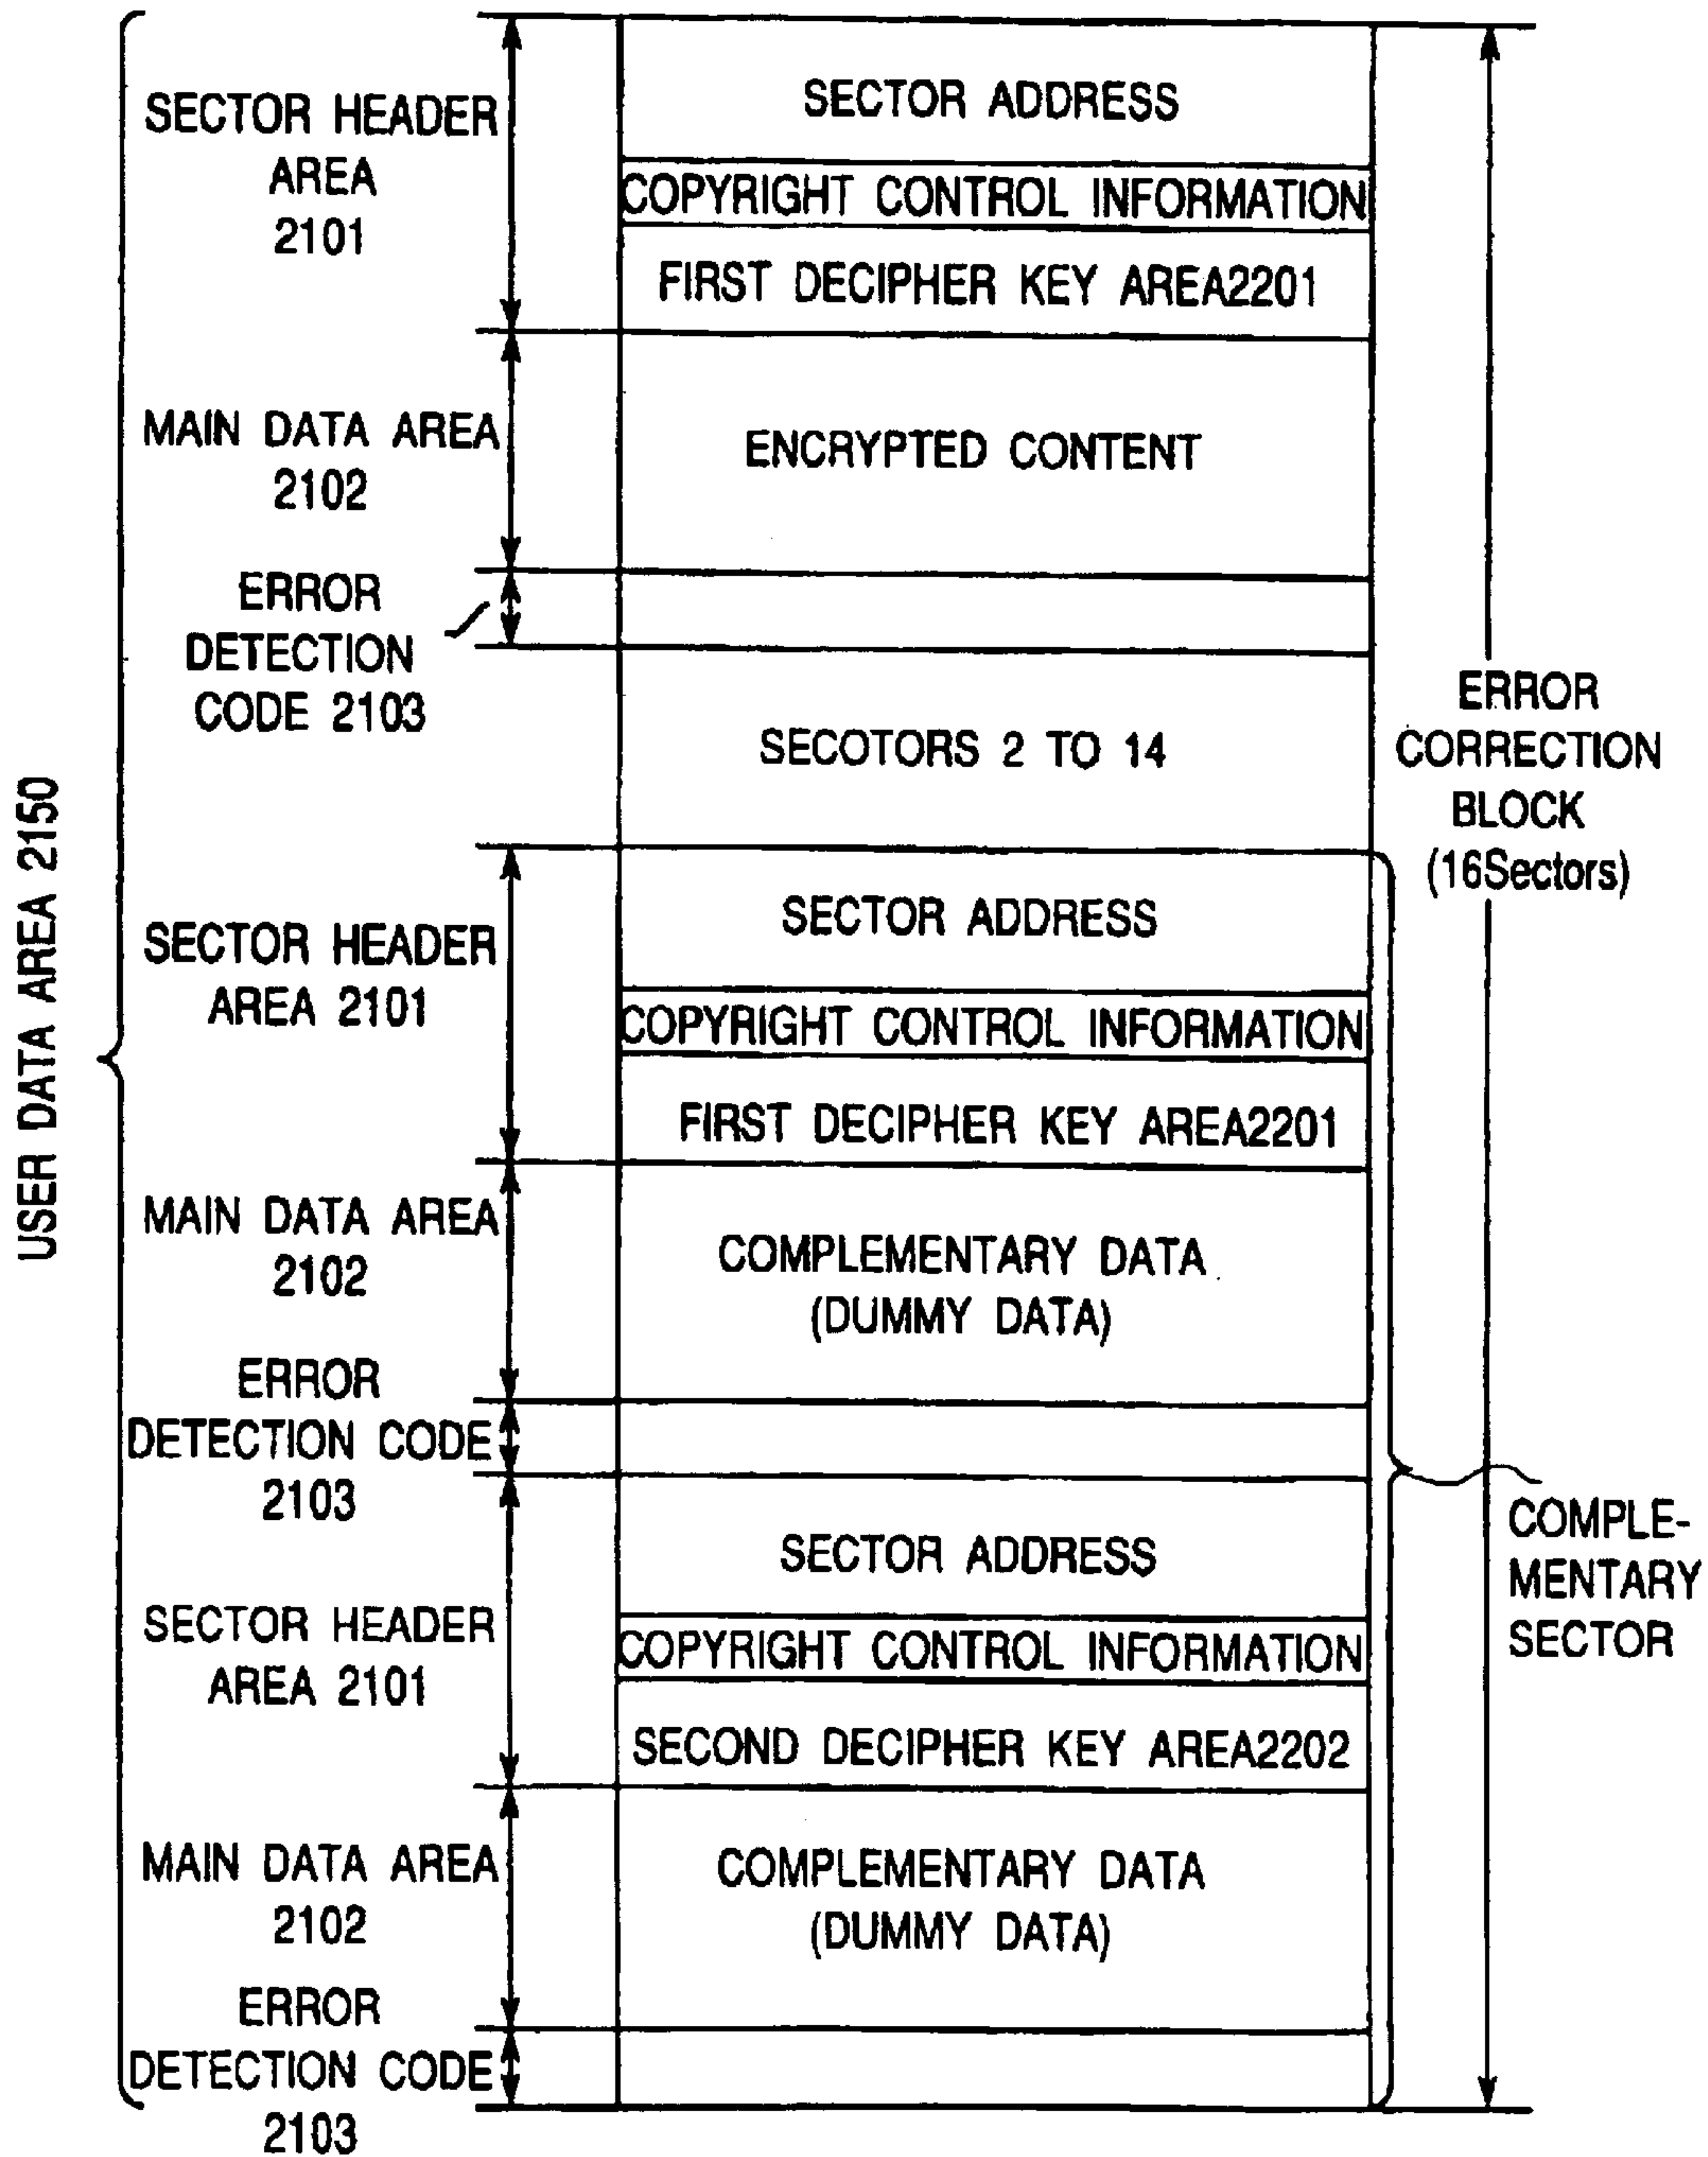 USER DATA AREA 2150
SECTOR HEADER
AREA
2101
SECTOR ADDRESS
COPYRIGHT CONTROL INFORMATION
FIRST DECIPHER KEY AREA2201
MAIN DATA AREA
2102
ENCRYPTED CONTENT
ERROR
DETECTION
CODE 2103
SECOTORS 2 TO 14
ERROR
CORRECTION
BLOCK
(16Sectors)
SECTOR HEADER
AREA 2101
SECTOR ADDRESS
COPYRIGHT CONTROL INFORMATION
FIRST DECIPHER KEY AREA2201
MAIN DATA AREA
2102
COMPLEMENTARY DATA
(DUMMY DATA)
ERROR
DETECTION CODE
2103
COMPLE-
MENTARY
SECTOR
SECTOR HEADER
AREA 2101
SECTOR ADDRESS
COPYRIGHT CONTROL INFORMATION
SECOND DECIPHER KEY AREA2202
MAIN DATA AREA
2102
COMPLEMENTARY DATA
(DUMMY DATA)
ERROR
DETECTION CODE
2103